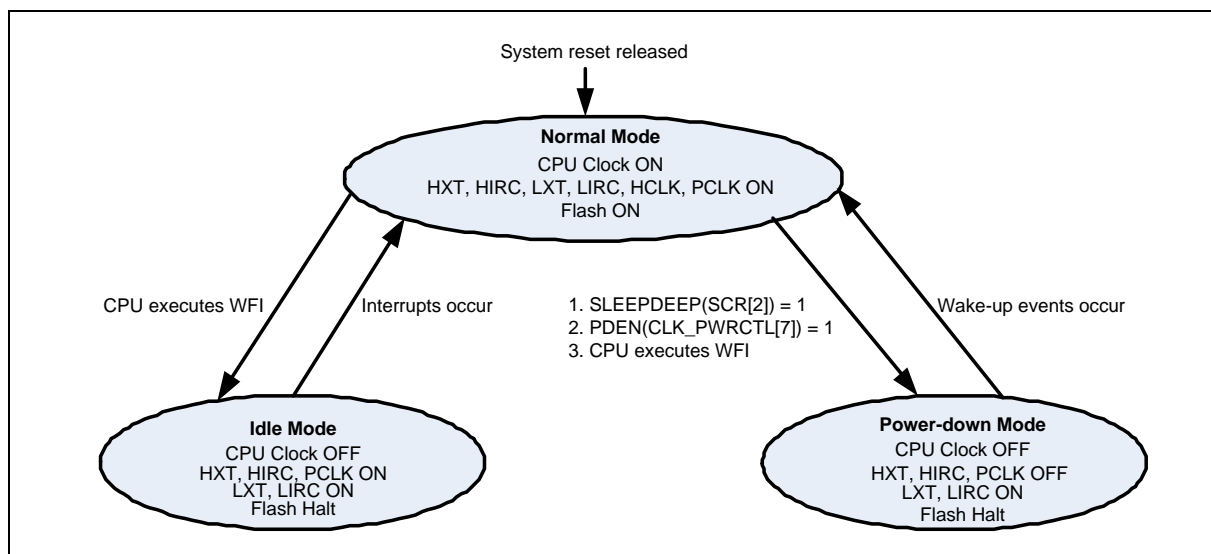 System reset released
Normal Mode
CPU Clock ON
HXT, HIRC, LXT, LIRC, HCLK, PCLK ON
Flash ON
CPU executes WFI
Interrupts occur
1. SLEEPDEEP(SCR[2]) = 1
2. PDEN(CLK_PWRCTL[7]) = 1
3. CPU executes WFI
Wake-up events occur
Idle Mode
CPU Clock OFF
HXT, HIRC, PCLK ON
LXT, LIRC ON
Flash Halt
Power-down Mode
CPU Clock OFF
HXT, HIRC, PCLK OFF
LXT, LIRC ON
Flash Halt